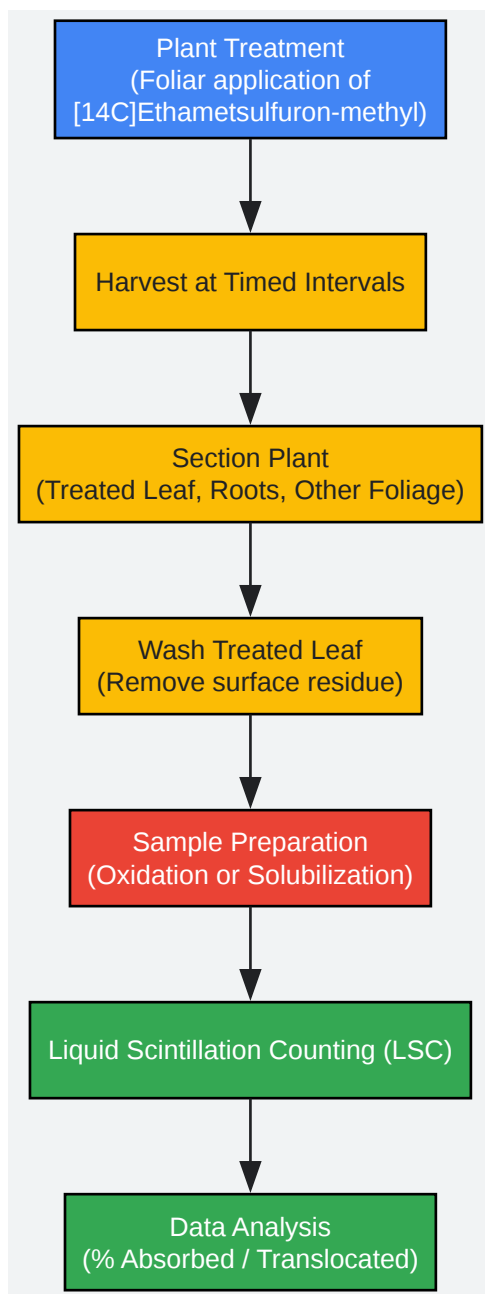 Plant Treatment
(Foliar application of
[14C]Ethametsulfuron-methyl)
Harvest at Timed Intervals
Section Plant
(Treated Leaf, Roots, Other Foliage)
Wash Treated Leaf
(Remove surface residue)
Sample Preparation
(Oxidation or Solubilization)
Liquid Scintillation Counting (LSC)
Data Analysis
(% Absorbed / Translocated)